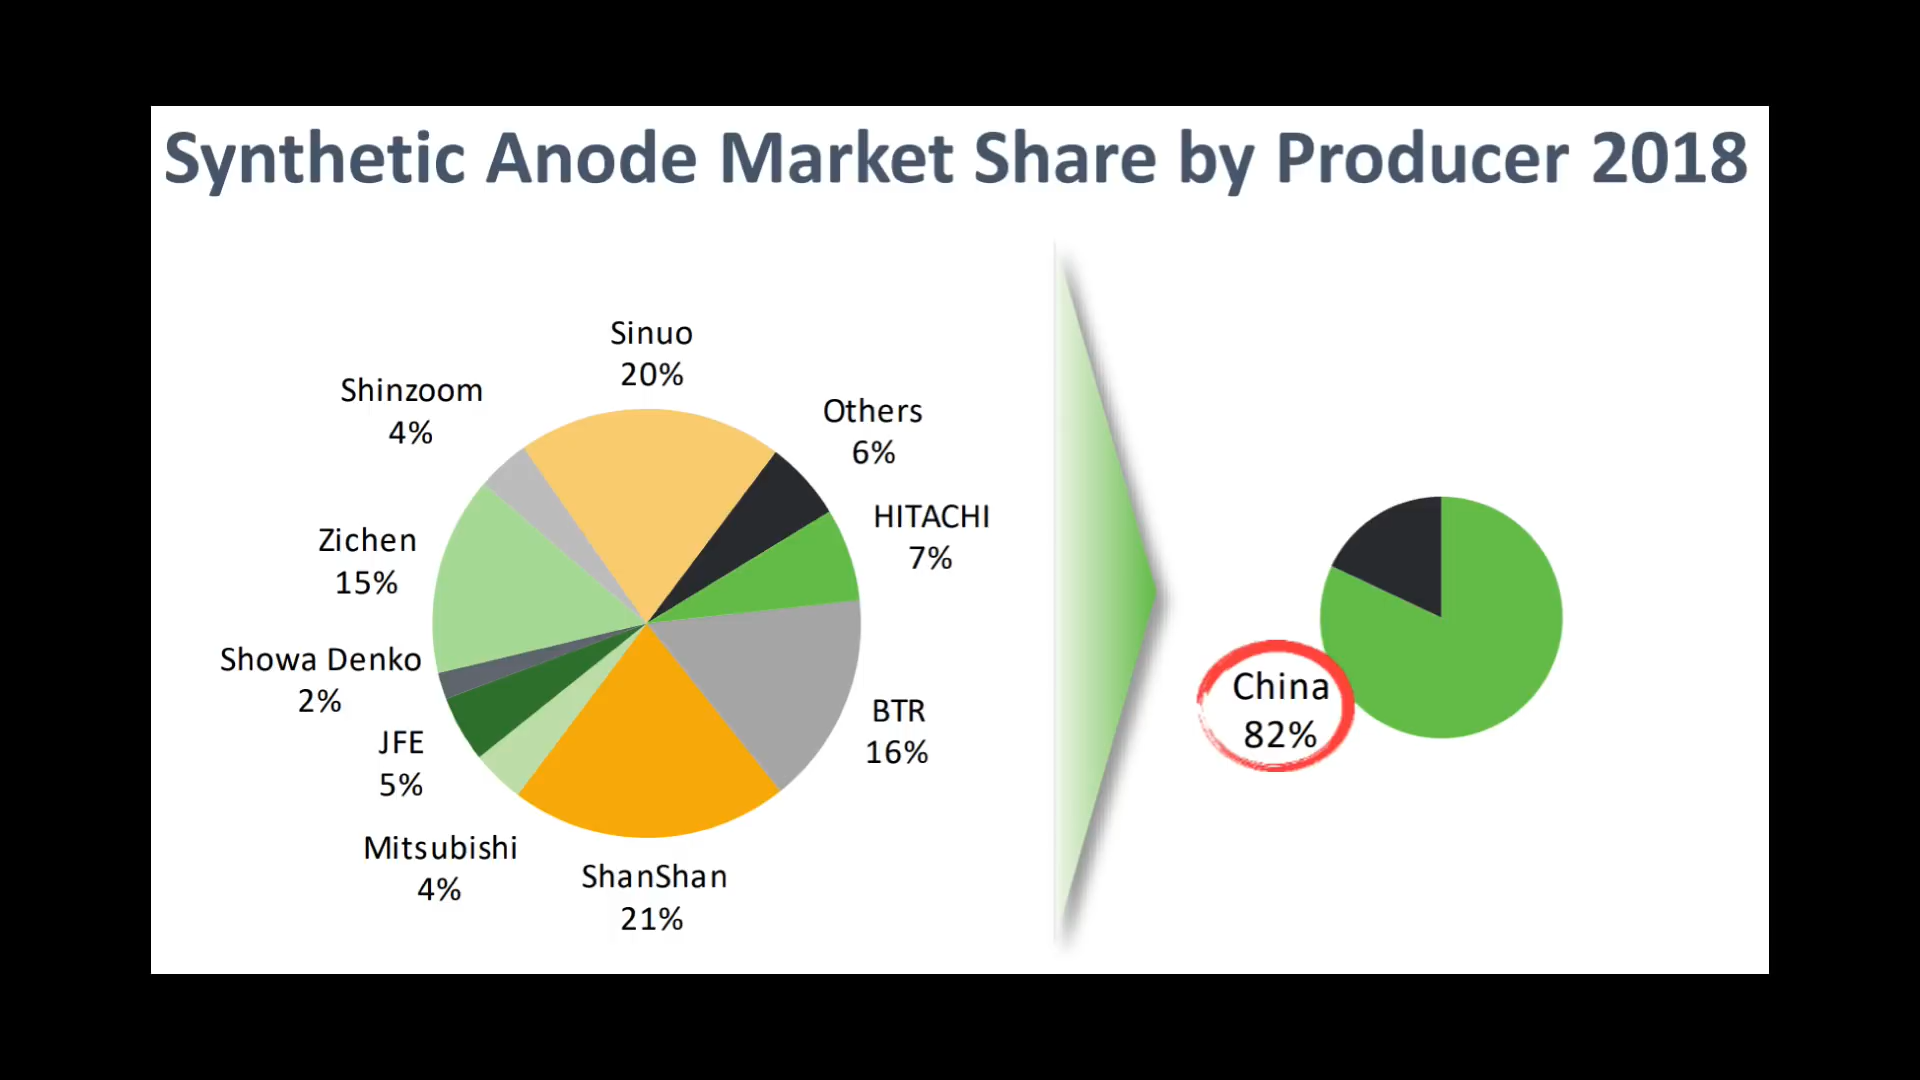 Synthetic Anode Market Share by Producer 2018
Sinuo
20%
Shinzoom
4%
Others
6%
HITACHI
7%
Zichen
15%
Showa Denko
2%
BTR
16%
JFE
5%
Mitsubishi
4%
ShanShan
21%
China
82%